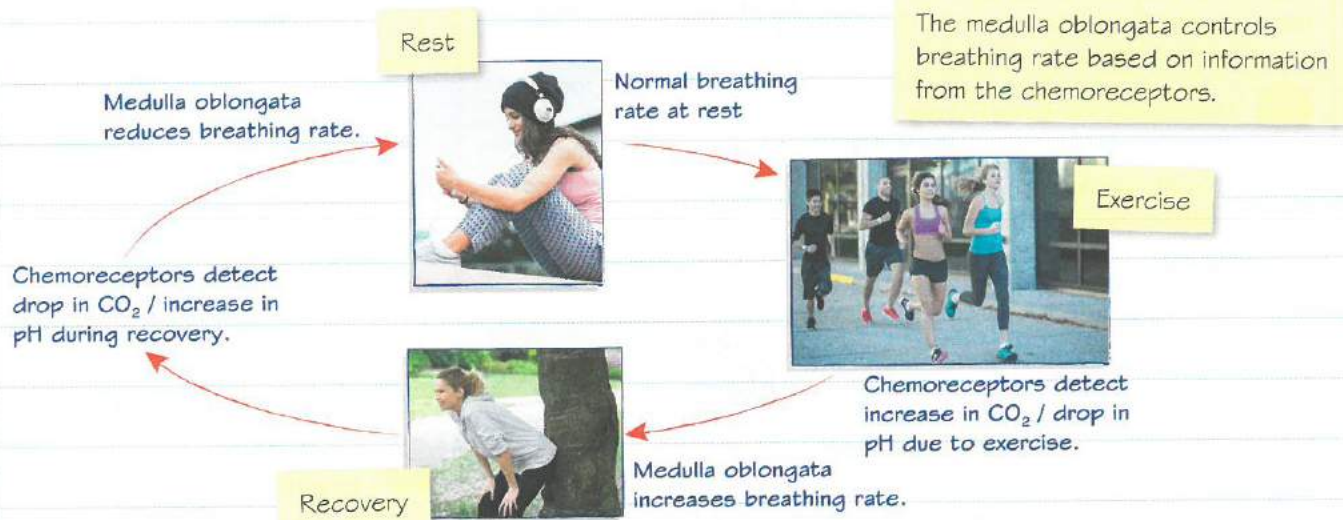 Rest
The medulla oblongata controls
breathing rate based on information
from the chemoreceptors.
Medulla oblongata
reduces breathing rate.
Normal breathing
rate at rest
Exercise
Chemoreceptors detect
drop in CO₂ / increase in
pH during recovery.
Chemoreceptors detect
increase in CO₂ / drop in
pH due to exercise.
Medulla oblongata
increases breathing rate.
Recovery